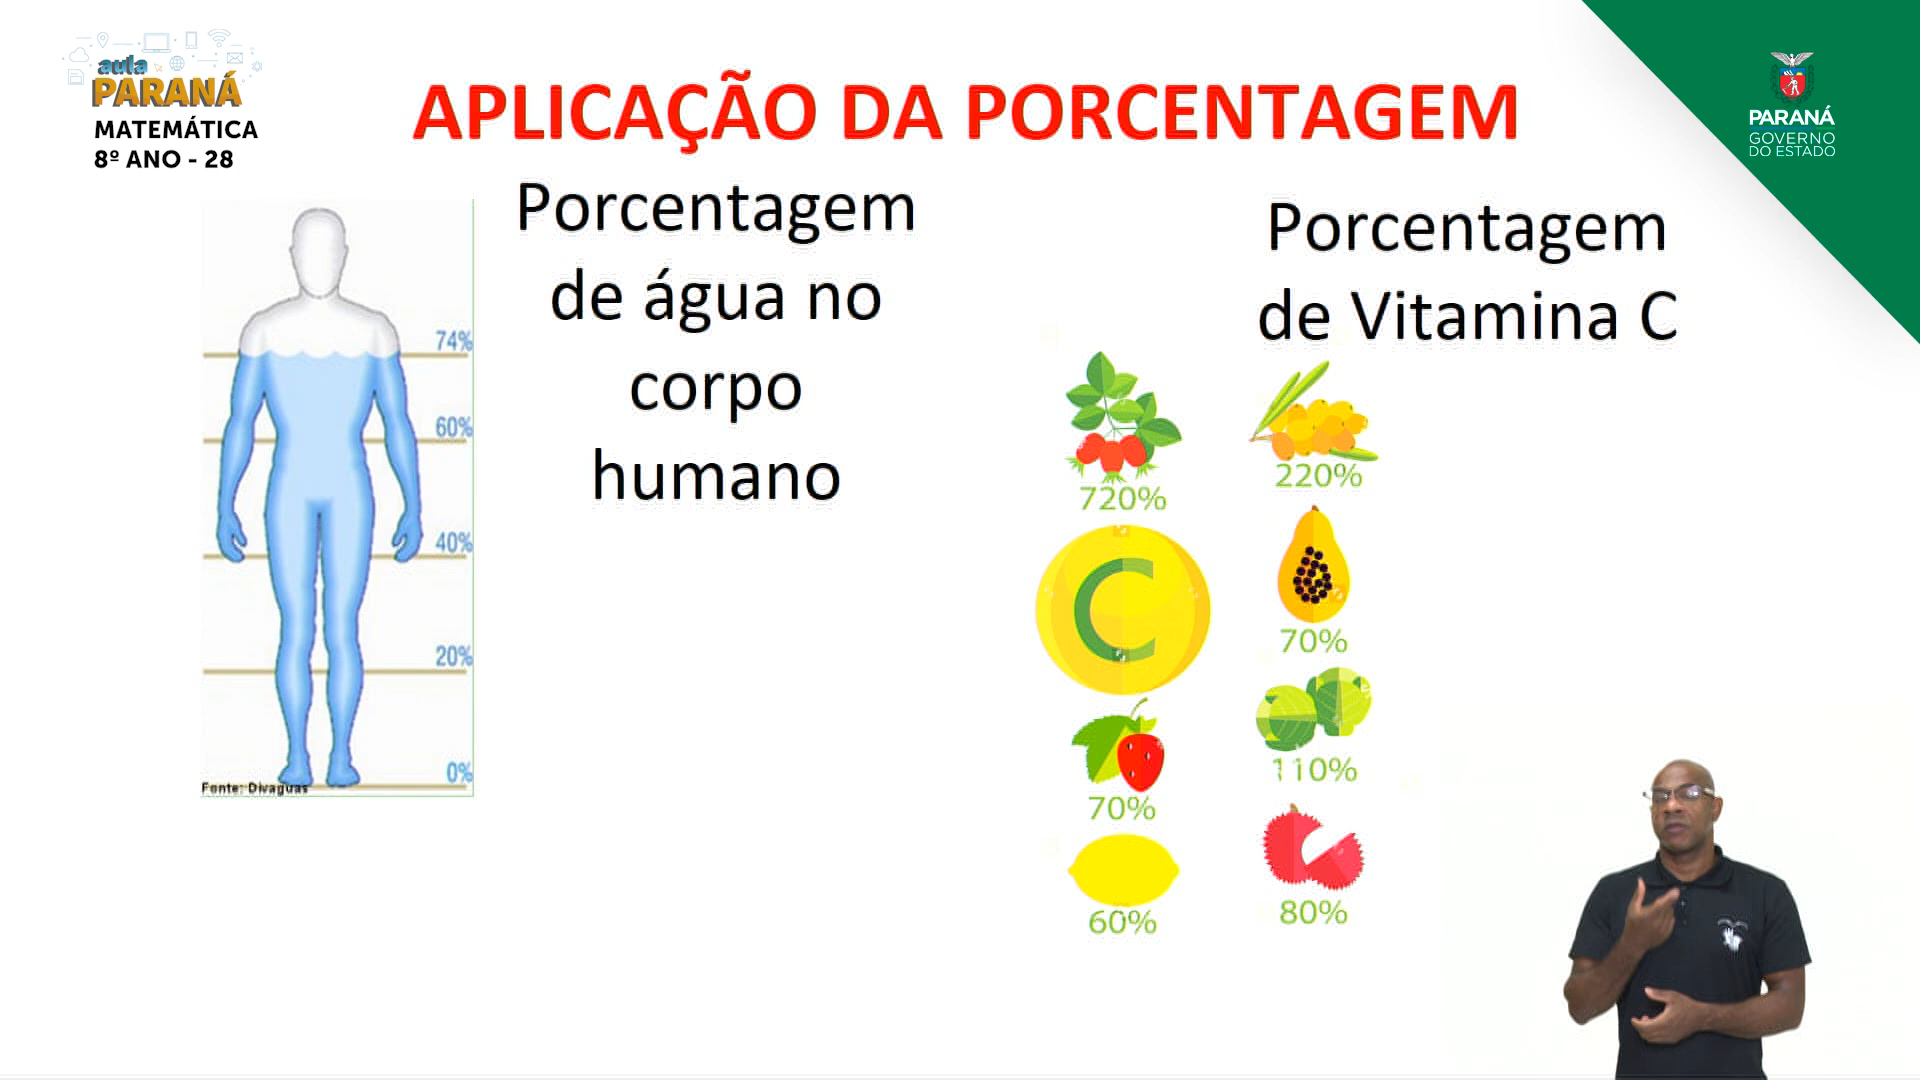 aula
PARANÁ
MATEMÁTICA
8º ANO - 28
APLICAÇÃO DA PORCENTAGEM
PARANÁ
GOVERNO
DO ESTADO
Porcentagem
de água no
corpo
humano
74%
60%
40%
20%
0%
Fonte: Divaguas
Porcentagem
de Vitamina C
720%
220%
C
70%
70%
110%
60%
80%